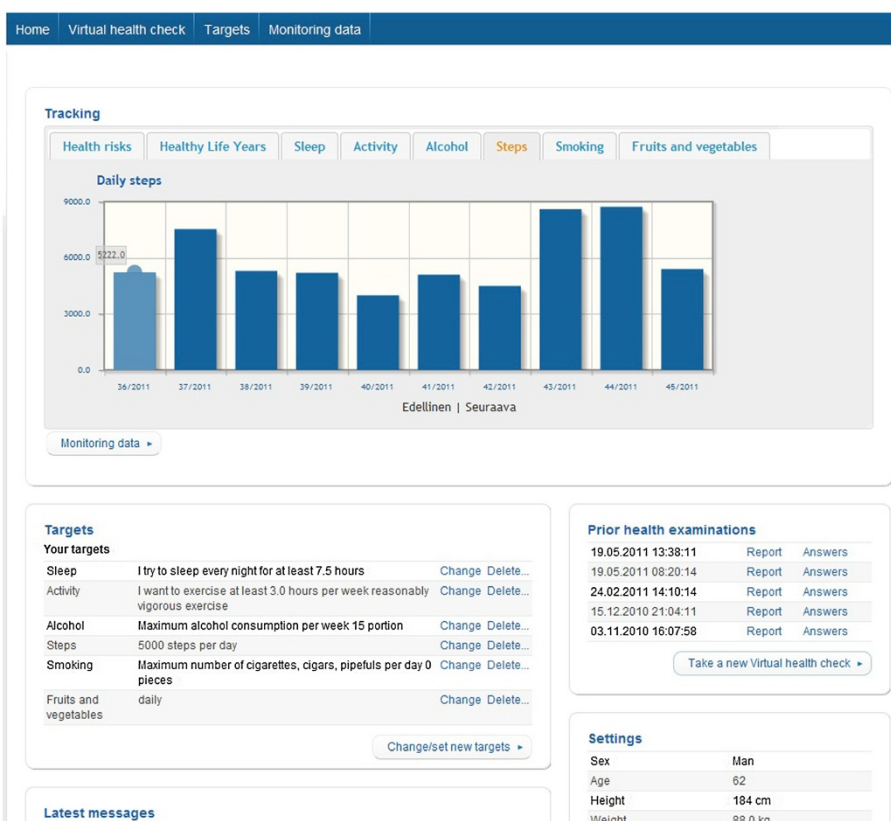 Home Virtual health check Targets Monitoring data
Tracking
Health risks Healthy Life Years Sleep Activity Alcohol Steps Smoking Fruits and vegetables
Daily steps
9000.0
5222.0
6000.0
3000.0
0.0
36/2011 37/2011 38/2011 39/2011 40/2011 41/2011 42/2011 43/2011 44/2011 45/2011
Edellinen | Seuraava
Monitoring data
Targets
Your targets
Sleep I try to sleep every night for at least 7.5 hours Change Delete...
Activity I want to exercise at least 3.0 hours per week reasonably Change Delete...
vigorous exercise
Alcohol Maximum alcohol consumption per week 15 portion Change Delete...
Steps 5000 steps per day Change Delete...
Smoking Maximum number of cigarettes, cigars, pipefuls per day 0 Change Delete...
pieces
Fruits and daily Change Delete...
vegetables
Change/set new targets
Latest messages
Prior health examinations
19.05.2011 13:38:11 Report Answers
19.05.2011 08:20:14 Report Answers
24.02.2011 14:10:14 Report Answers
15.12.2010 21:04:11 Report Answers
03.11.2010 16:07:58 Report Answers
Take a new Virtual health check
Settings
Sex Man
Age 62
Height 184 cm
Weight 88.0 kg